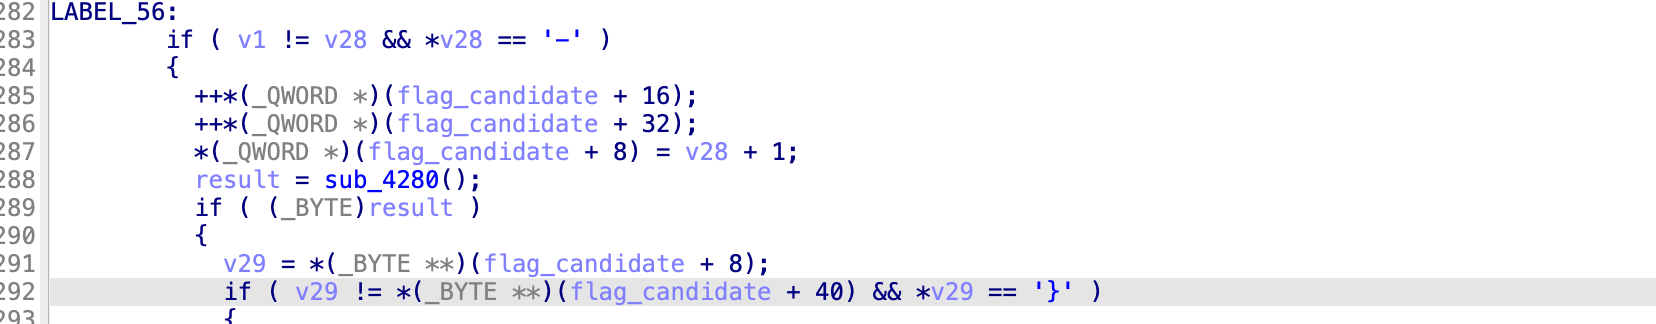 282 LABEL_56:
283 if ( v1 != v28 && *v28 == '-' )
284 {
285 ++*(_QWORD *)(flag_candidate + 16);
286 ++*(_QWORD *)(flag_candidate + 32);
287 *(_QWORD *)(flag_candidate + 8) = v28 + 1;
288 result = sub_4280();
289 if ( (_BYTE)result )
290 {
291 v29 = *(_BYTE **)(flag_candidate + 8);
292 if ( v29 != *(_BYTE **)(flag_candidate + 40) && *v29 == '}' )
293 {